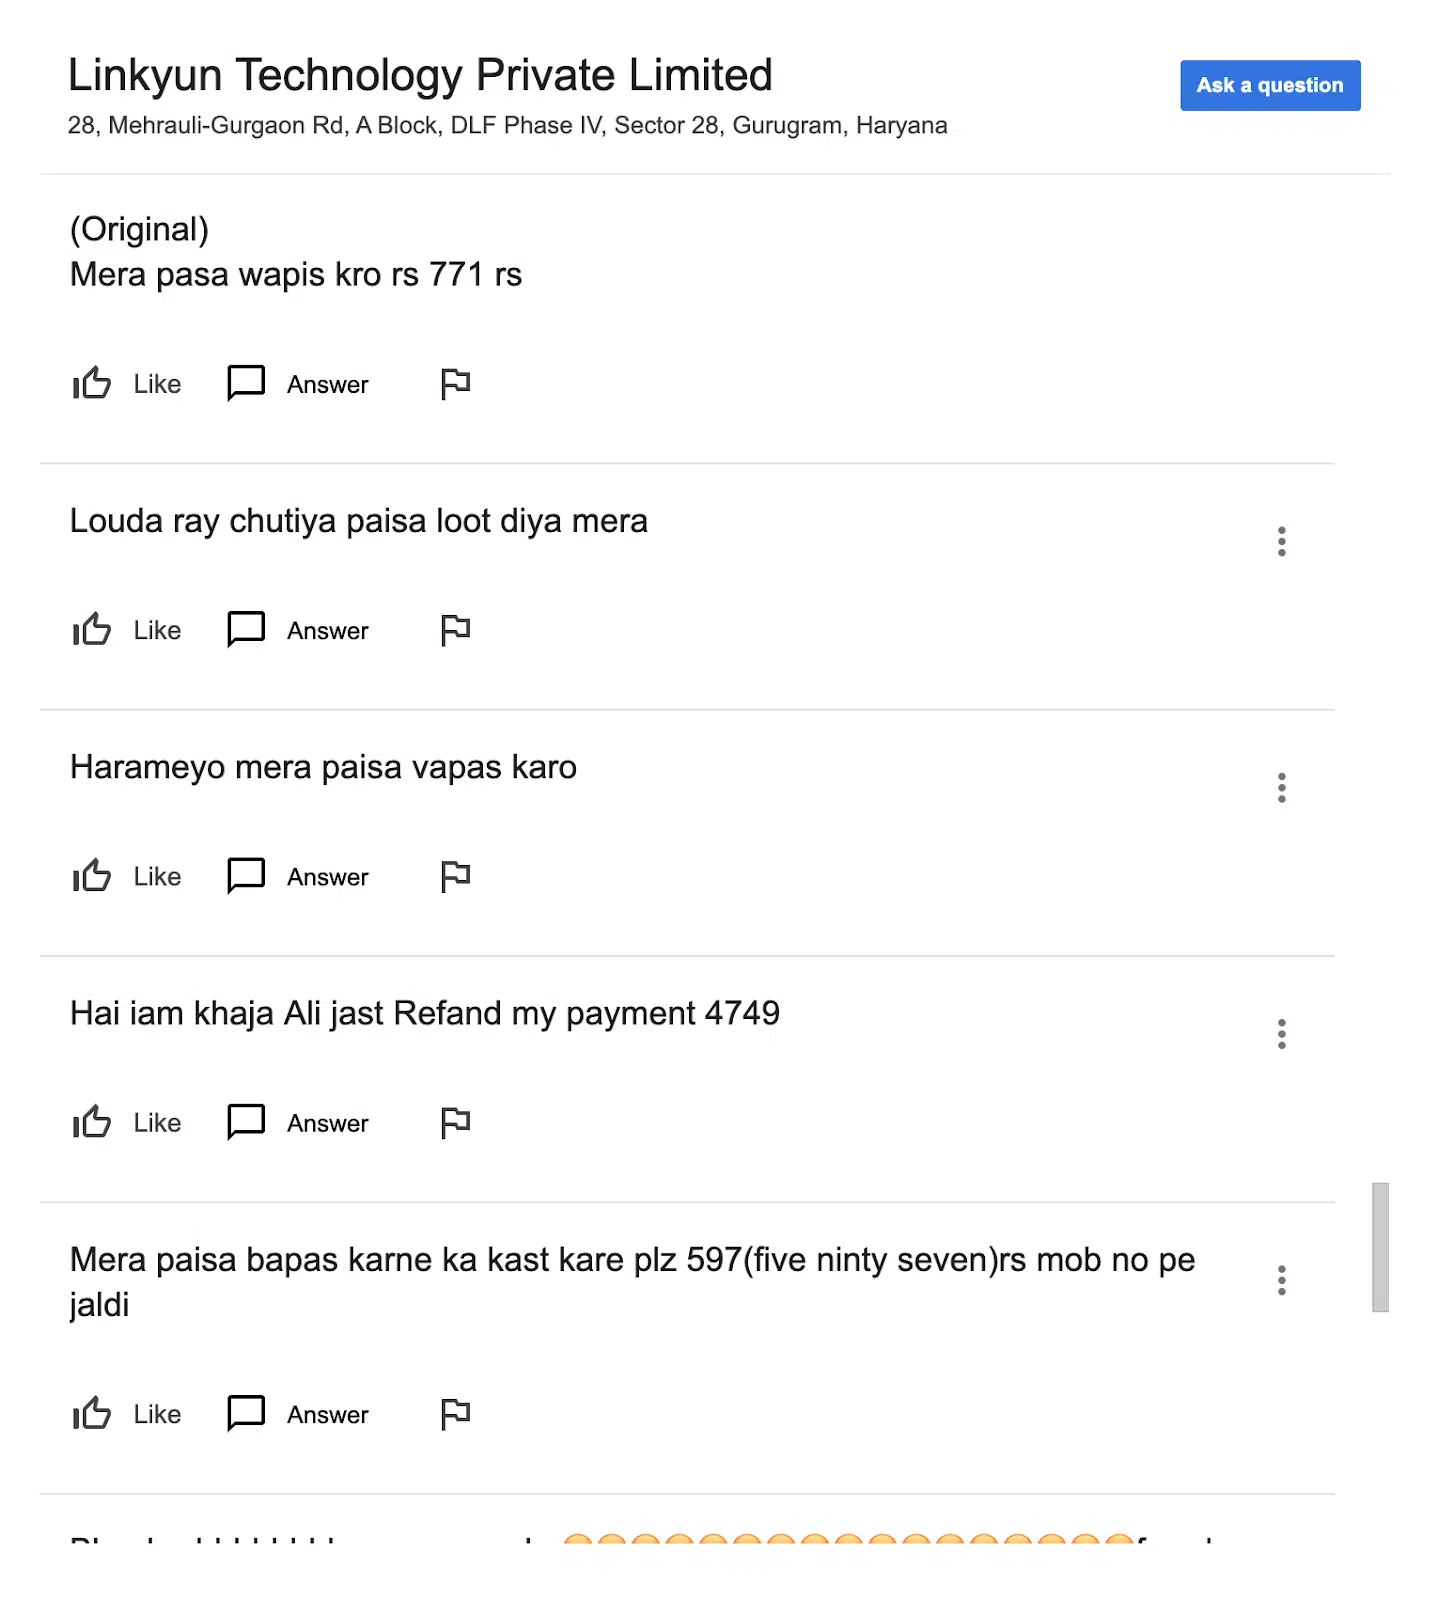 Linkyun Technology Private Limited
Ask a question
28, Mehrauli-Gurgaon Rd, A Block, DLF Phase IV, Sector 28, Gurugram, Haryana
(Original)
Mera pasa wapis kro rs 771 rs
Like Answer
Louda ray chutiya paisa loot diya mera
Like Answer
Harameyo mera paisa vapas karo
Like Answer
Hai iam khaja Ali jast Refand my payment 4749
Like Answer
Mera paisa bapas karne ka kast kare plz 597(five ninty seven)rs mob no pe
jaldi
Like Answer